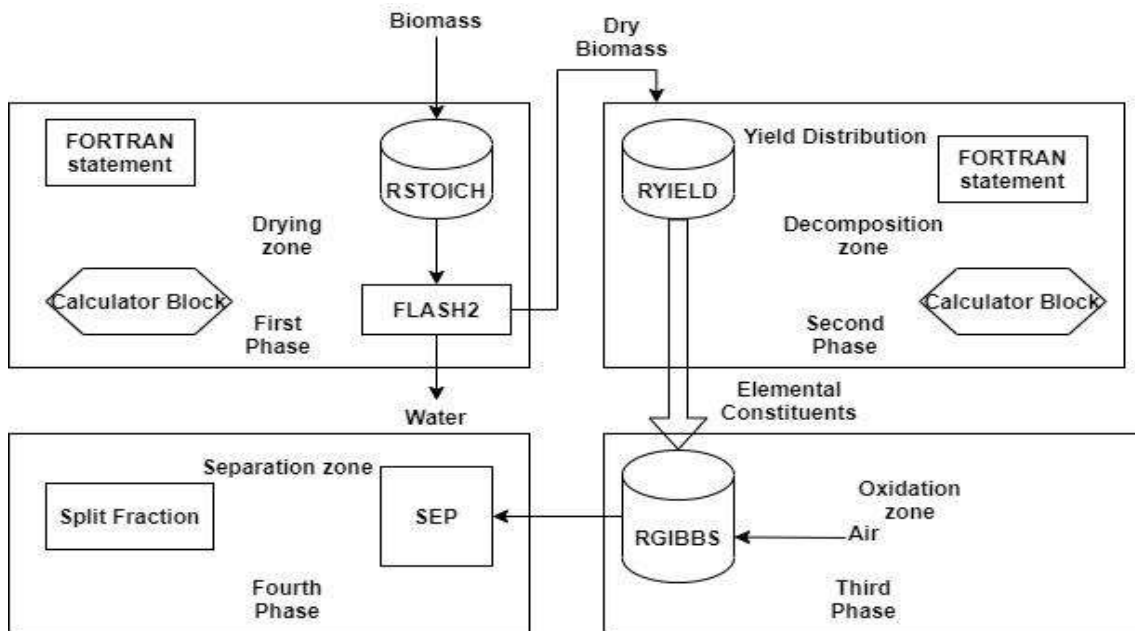 Biomass
Dry
Biomass
FORTRAN
statement
RSTOICH
Drying
zone
Calculator Block
FLASH2
First
Phase
Water
RYIELD
Yield Distribution
FORTRAN
statement
Decomposition
zone
Calculator Block
Second
Phase
Elemental
Constituents
Separation zone
Split Fraction
SEP
Fourth
Phase
RGIBBS
Oxidation
zone
Air
Third
Phase